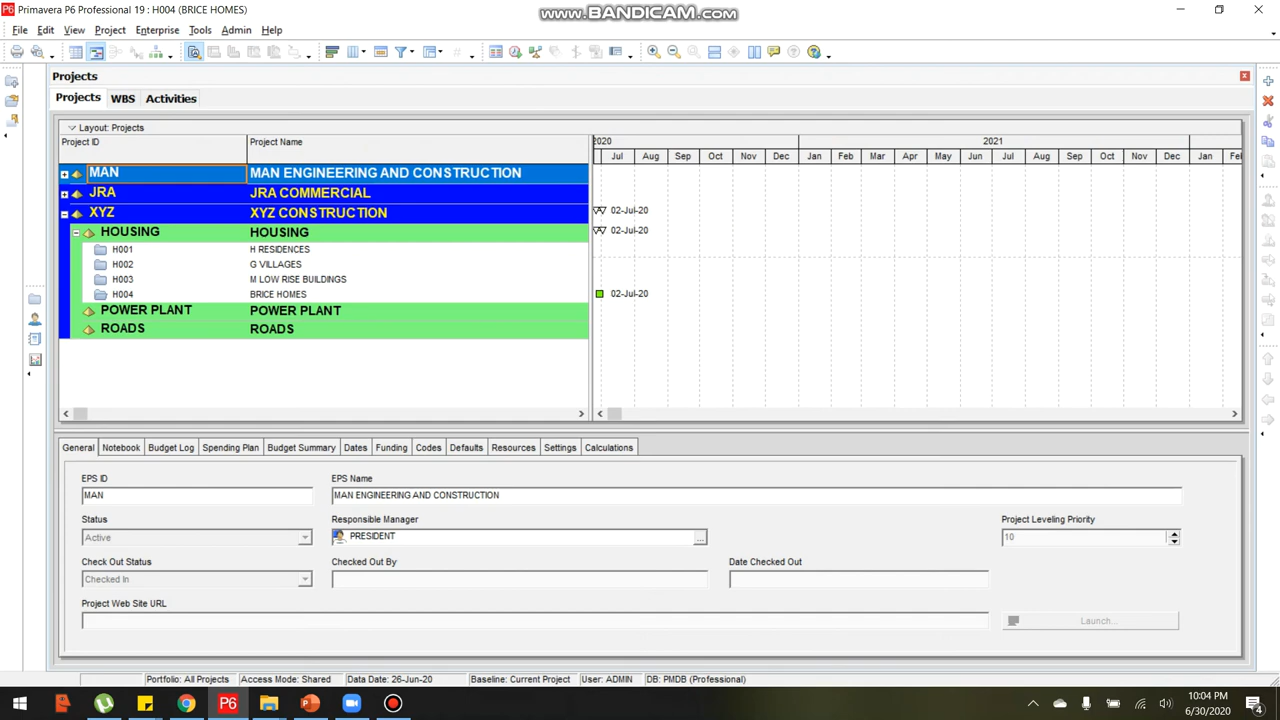 P6 Primavera P6 Professional 19 : H004 (BRICE HOMES)
www.BANDICAM.com
File Edit View Project Enterprise Tools Admin Help
Projects
Projects WBS Activities
Layout: Projects
Project ID Project Name 2020 2021
Jul Aug Sep Oct Nov Dec Jan Feb Mar Apr May Jun Jul Aug Sep Oct Nov Dec Jan Fel
MAN MAN ENGINEERING AND CONSTRUCTION
JRA JRA COMMERCIAL
XYZ XYZ CONSTRUCTION 02-Jul-20
HOUSING HOUSING 02-Jul-20
H001 H RESIDENCES
H002 G VILLAGES
H003 M LOW RISE BUILDINGS
H004 BRICE HOMES 02-Jul-20
POWER PLANT POWER PLANT
ROADS ROADS
General Notebook Budget Log Spending Plan Budget Summary Dates Funding Codes Defaults Resources Settings Calculations
EPS ID EPS Name
MAN MAN ENGINEERING AND CONSTRUCTION
Status Responsible Manager Project Leveling Priority
Active PRESIDENT ... 10
Check Out Status Checked Out By Date Checked Out
Checked In
Project Web Site URL
Launch...
Portfolio: All Projects Access Mode: Shared Data Date: 26-Jun-20 Baseline: Current Project User: ADMIN DB: PMDB (Professional)
P6
10:04 PM
6/30/2020
4